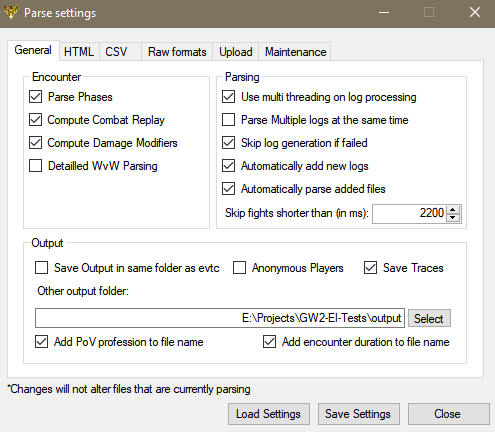 Parse settings
General HTML CSV Raw formats Upload Maintenance
Encounter
Parse Phases
Compute Combat Replay
Compute Damage Modifiers
Detailled WvW Parsing
Parsing
Use multi threading on log processing
Parse Multiple logs at the same time
Skip log generation if failed
Automatically add new logs
Automatically parse added files
Skip fights shorter than (in ms): 2200
Output
Save Output in same folder as evtc Anonymous Players Save Traces
Other output folder:
E:\Projects\GW2-EI-Tests\output Select
Add PoV profession to file name Add encounter duration to file name
*Changes will not alter files that are currently parsing
Load Settings Save Settings Close